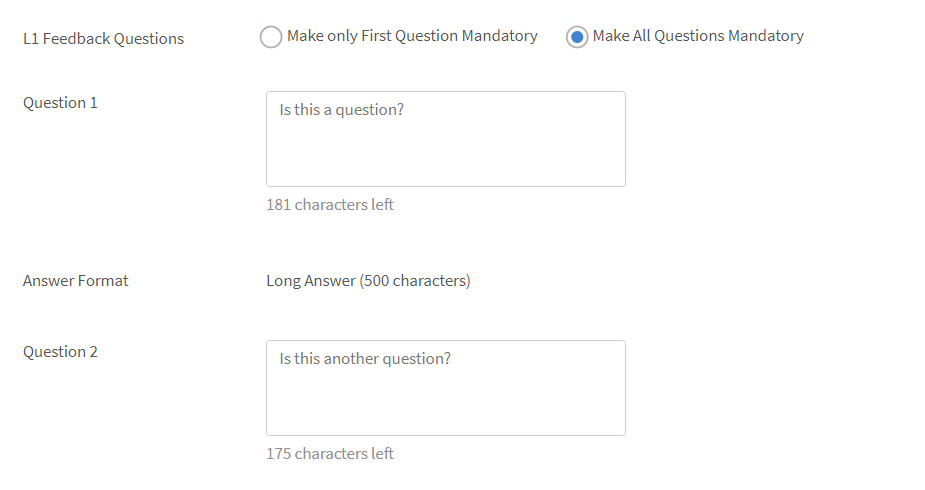 L1 Feedback Questions
Make only First Question Mandatory
Make All Questions Mandatory
Question 1
Is this a question?
181 characters left
Answer Format
Long Answer (500 characters)
Question 2
Is this another question?
175 characters left